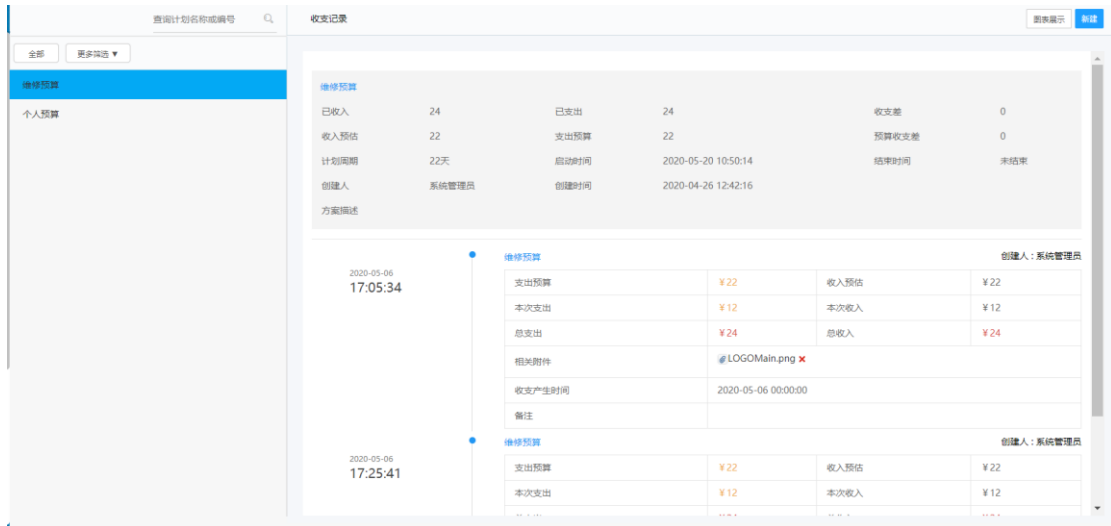 查询计划名称或编号
收支记录
图表展示 新建
全部 更多筛选 ▼
维修预算
个人预算
维修预算
已收入 24 已支出 24 收支差 0
收入预估 22 支出预算 22 预算收支差 0
计划周期 22天 启动时间 2020-05-20 10:50:14 结束时间 未结束
创建人 系统管理员 创建时间 2020-04-26 12:42:16
方案描述
2020-05-06
17:05:34
维修预算 创建人：系统管理员
支出预算 ¥22 收入预估 ¥22
本次支出 ¥12 本次收入 ¥12
总支出 ¥24 总收入 ¥24
相关附件 LOGOMain.png
收支产生时间 2020-05-06 00:00:00
备注
2020-05-06
17:25:41
维修预算 创建人：系统管理员
支出预算 ¥22 收入预估 ¥22
本次支出 ¥12 本次收入 ¥12